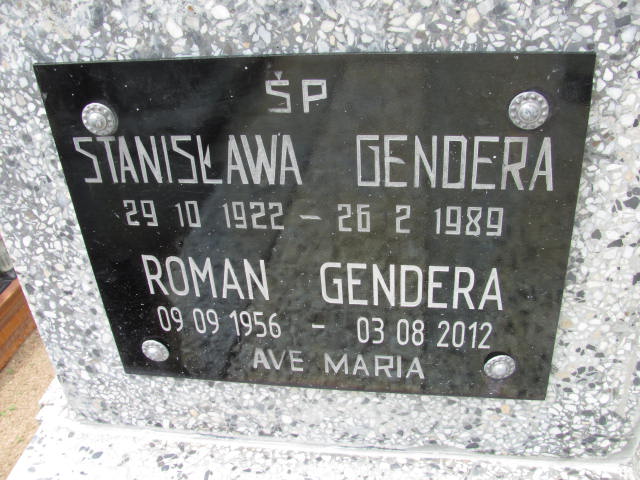 ŚP
STANISŁAWA GENDERA
29 10 1922 – 26 2 1989
ROMAN GENDERA
09 09 1956 – 03 08 2012
AVE MARIA